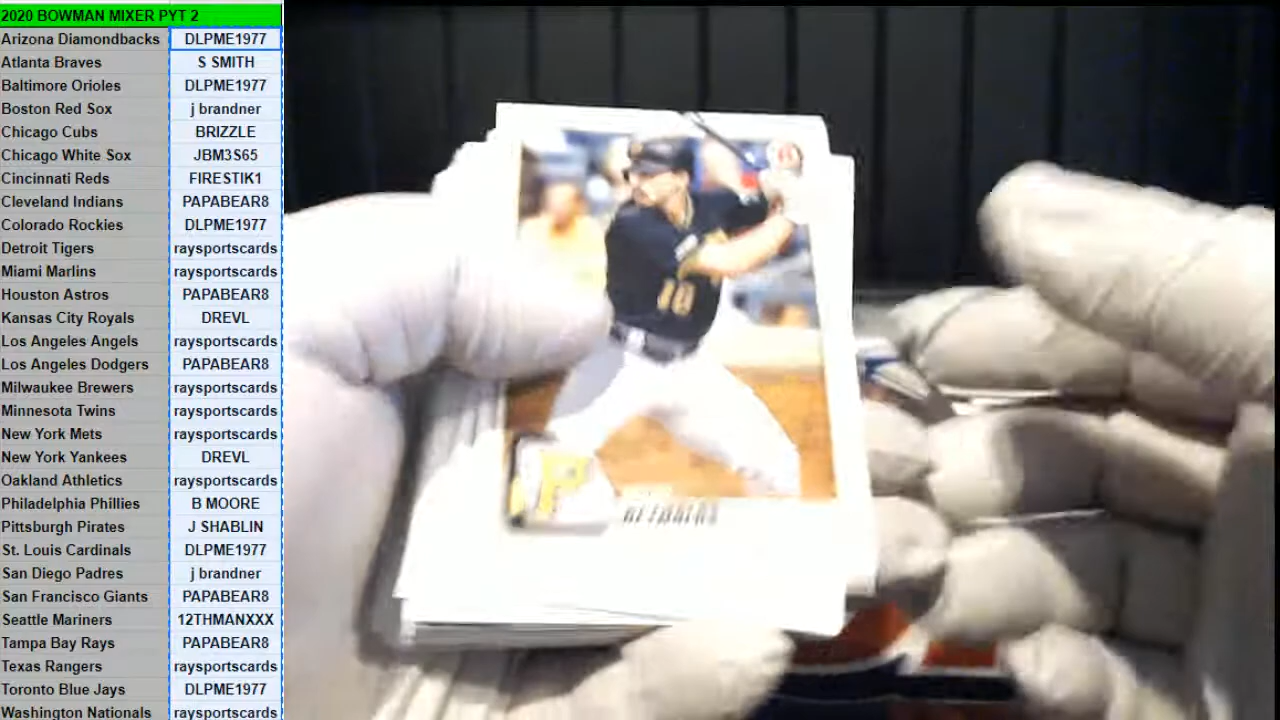 2020 BOWMAN MIXER PYT 2
Arizona Diamondbacks DLPME1977
Atlanta Braves S SMITH
Baltimore Orioles DLPME1977
Boston Red Sox j brandner
Chicago Cubs BRIZZLE
Chicago White Sox JBM3S65
Cincinnati Reds FIRESTIK1
Cleveland Indians PAPABEAR8
Colorado Rockies DLPME1977
Detroit Tigers raysportscards
Miami Marlins raysportscards
Houston Astros PAPABEAR8
Kansas City Royals DREVL
Los Angeles Angels raysportscards
Los Angeles Dodgers PAPABEAR8
Milwaukee Brewers raysportscards
Minnesota Twins raysportscards
New York Mets raysportscards
New York Yankees DREVL
Oakland Athletics raysportscards
Philadelphia Phillies B MOORE
Pittsburgh Pirates J SHABLIN
St. Louis Cardinals DLPME1977
San Diego Padres j brandner
San Francisco Giants PAPABEAR8
Seattle Mariners 12THMANXXX
Tampa Bay Rays PAPABEAR8
Texas Rangers raysportscards
Toronto Blue Jays DLPME1977
Washington Nationals raysportscards
10
P
REYNOLDS